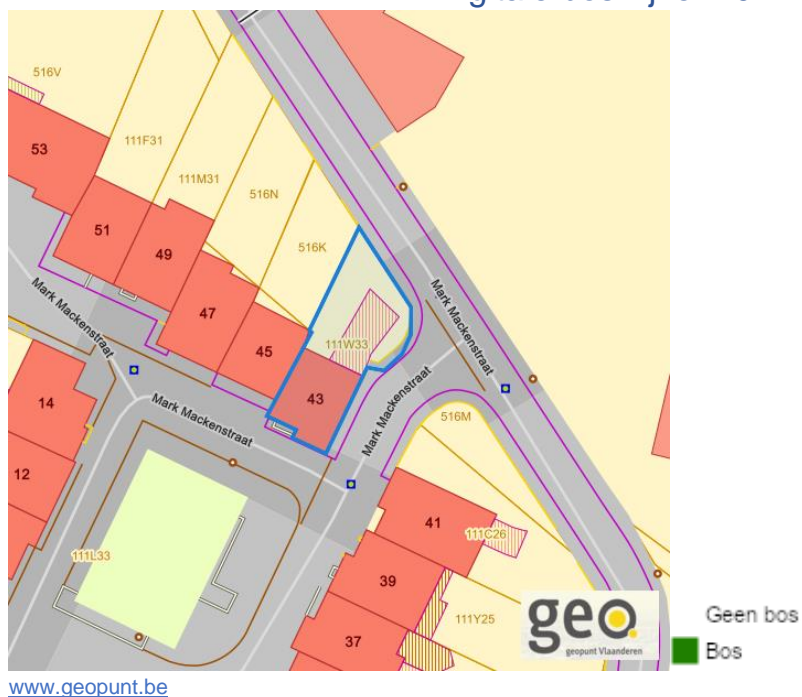 516V
53
111F31
111M31
516N
51
49
516K
Mark Mackenstraat
47
111W33
Mark Mackenstraat
45
43
Mark Mackenstraat
14
Mark Mackenstraat
516M
12
41
111C26
111L33
39
111Y25
37
geo.
geopunt Vlaanderen
Geen bos
Bos
www.geopunt.be